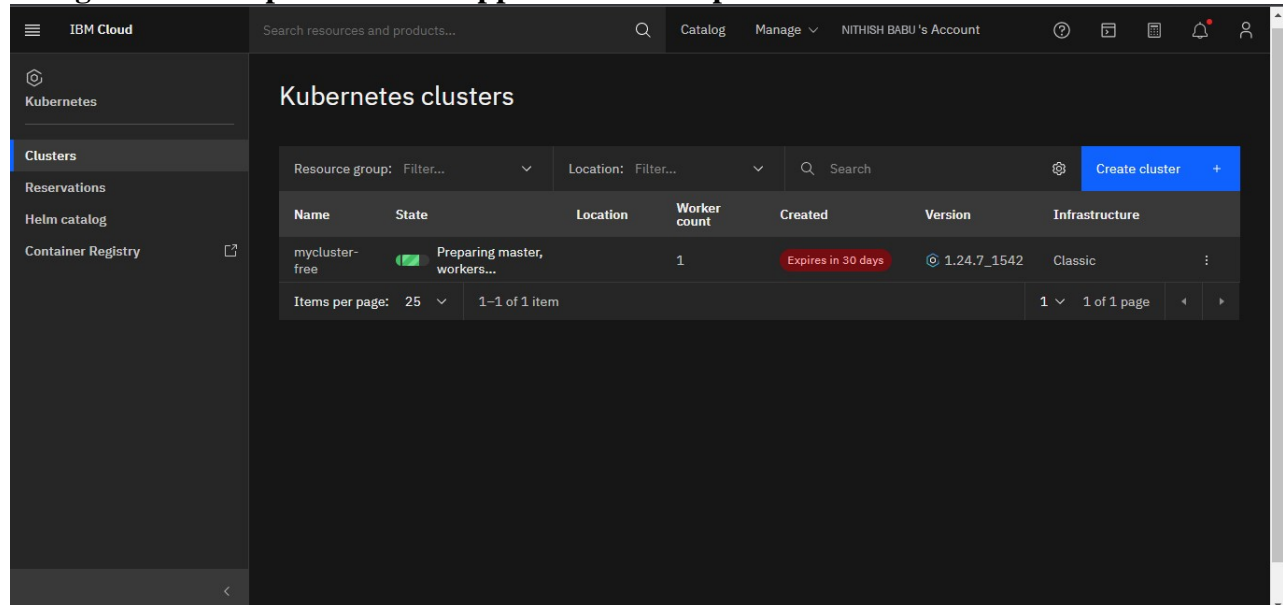 IBM Cloud
Search resources and products...
Catalog
Manage
NITHISH BABU 's Account
Kubernetes
Clusters
Reservations
Helm catalog
Container Registry
Kubernetes clusters
Resource group: Filter...
Location: Filter...
Search
Create cluster +
Name State Location Worker count Created Version Infrastructure
mycluster-
free
Preparing master,
workers...
1
Expires in 30 days
1.24.7_1542
Classic
Items per page: 25
1–1 of 1 item
1
1 of 1 page